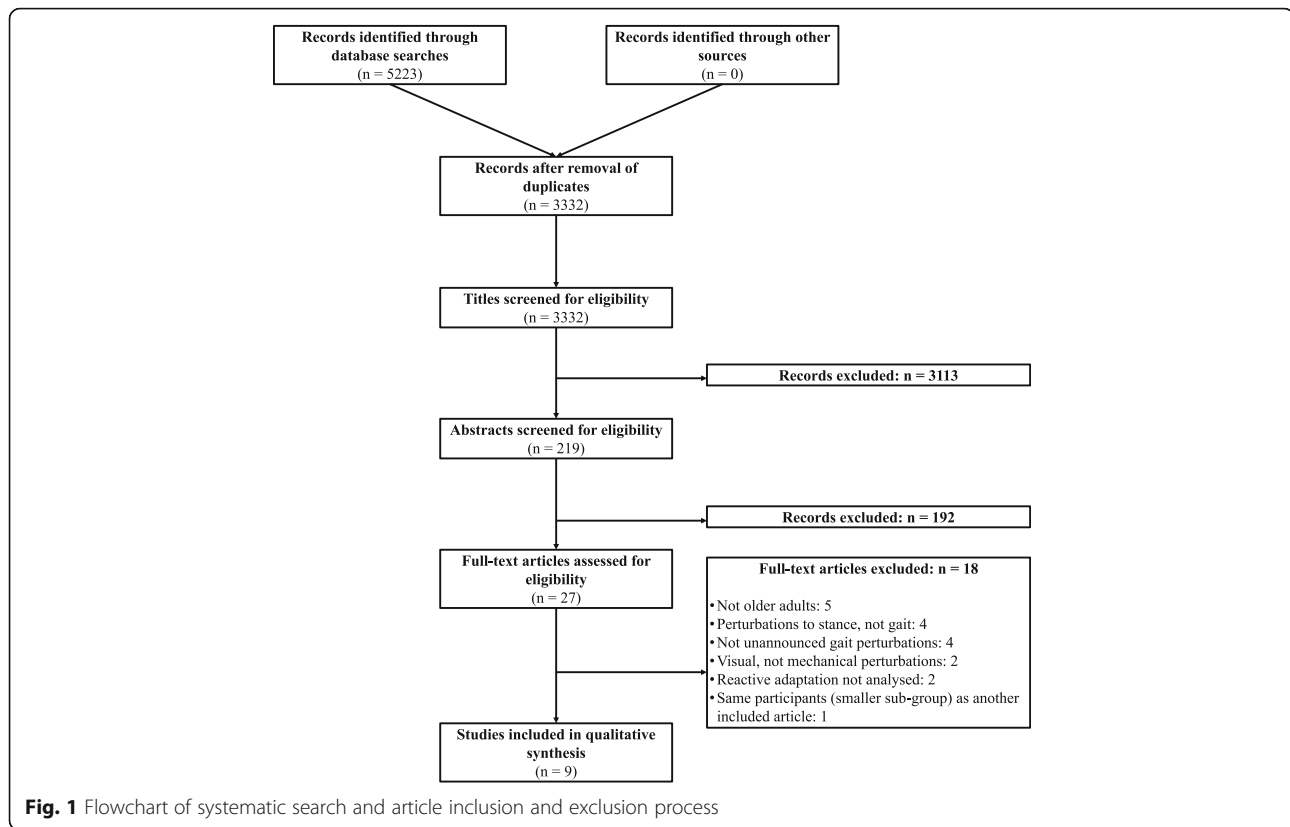 Records identified through
database searches
(n = 5223)
Records identified through other
sources
(n = 0)
Records after removal of
duplicates
(n = 3332)
Titles screened for eligibility
(n = 3332)
Records excluded: n = 3113
Abstracts screened for eligibility
(n = 219)
Records excluded: n = 192
Full-text articles assessed for
eligibility
(n = 27)
Full-text articles excluded: n = 18
•Not older adults: 5
•Perturbations to stance, not gait: 4
•Not unannounced gait perturbations: 4
•Visual, not mechanical perturbations: 2
•Reactive adaptation not analysed: 2
•Same participants (smaller sub-group) as another
included article: 1
Studies included in qualitative
synthesis
(n = 9)
Fig. 1 Flowchart of systematic search and article inclusion and exclusion process